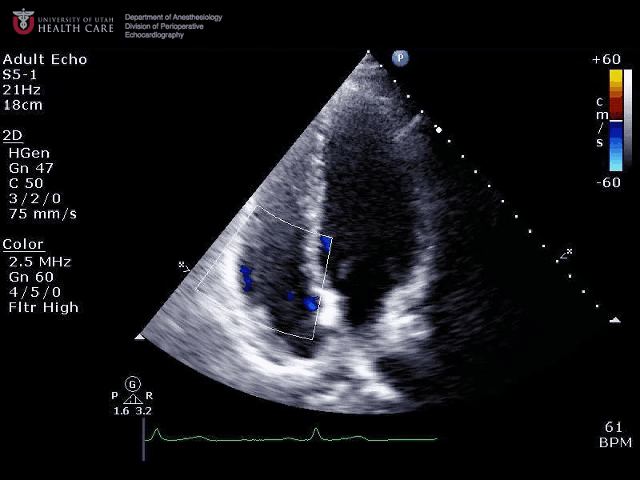 UNIVERSITY OF UTAH
HEALTH CARE
Department of Anesthesiology
Division of Perioperative
Echocardiography
Adult Echo
S5-1
21Hz
18cm
2D
HGen
Gn 47
C 50
3/2/0
75 mm/s
Color
2.5 MHz
Gn 60
4/5/0
Fltr High
P
+60
cm/s
-60
G
P R
1.6 3.2
61
BPM